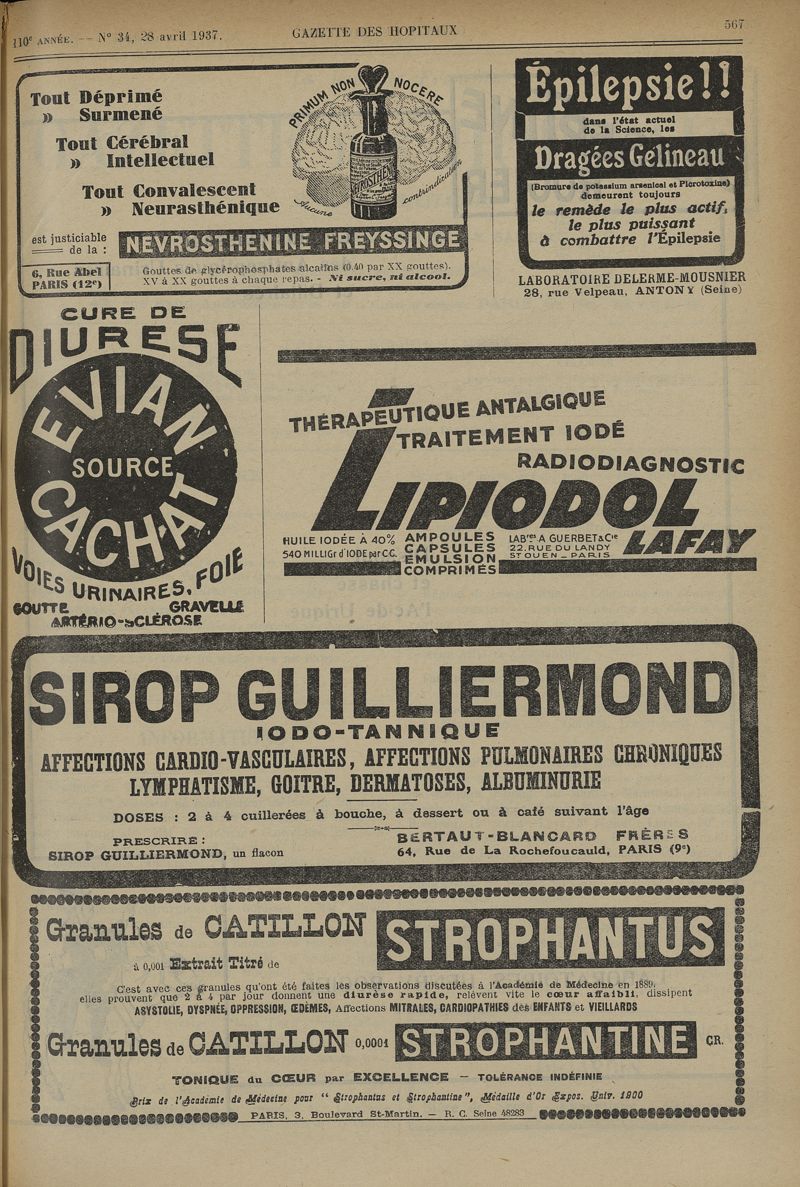 110e ANNÉE. — No 34, 28 avril 1937.
GAZETTE DES HOPITAUX
567
Tout Déprimé
» Surmené
Tout Cérébral
» Intellectuel
Tout Convalescent
» Neurasthénique
PRIMUM NON NOCERE
Aucune contrindication
est justiciable
de la :
NÉVROSTHÉNINE FREYSSINGE
6, Rue Abel
PARIS (12e)
Gouttes de glycérophosphates alcalins (0.40 par XX gouttes).
XV à XX gouttes à chaque repas. - Ni sucre, ni alcool.
Épilepsie!!
dans l'état actuel
de la Science, les
Dragées Gelineau
(Bromure de potassium arsenical et Picrotoxine)
demeurent toujours
le remède le plus actif,
le plus puissant
à combattre l'Épilepsie
LABORATOIRE DELERME-MOUSNIER
28, rue Velpeau, ANTONY (Seine)
CURE DE
DIURESE
EVIAN
SOURCE
CACHAT
VOIES URINAIRES, FOIE
GOUTTE GRAVELLE
ARTÉRIO-SCLÉROSE
THÉRAPEUTIQUE ANTALGIQUE
TRAITEMENT IODÉ
RADIODIAGNOSTIC
LIPIODOL
LAFAY
HUILE IODÉE À 40%
540 MILLIGr d'IODE par C.C.
AMPOULES
CAPSULES
EMULSION
COMPRIMÉS
LABres A GUERBET & Cie
22, RUE DU LANDY
ST OUEN _ PARIS
SIROP GUILLIERMOND
IODO-TANNIQUE
AFFECTIONS CARDIO-VASCULAIRES, AFFECTIONS PULMONAIRES CHRONIQUES
LYMPHATISME, GOITRE, DERMATOSES, ALBUMINURIE
DOSES : 2 à 4 cuillerées à bouche, à dessert ou à café suivant l'âge
PRESCRIRE :
SIROP GUILLIERMOND, un flacon
BERTAUT-BLANCARD FRÈRES
64, Rue de La Rochefoucauld, PARIS (9e)
Granules de CATILLON
à 0,001 Extrait Titré de
STROPHANTUS
C'est avec ces granules qu'ont été faites les observations discutées à l'Académie de Médecine en 1889,
elles prouvent que 2 à 4 par jour donnent une diurèse rapide, relèvent vite le cœur affaibli, dissipent
ASYSTOLIE, DYSPNÉE, OPPRESSION, ŒDÈMES, Affections MITRALES, CARDIOPATHIES des ENFANTS et VIEILLARDS
Granules de CATILLON 0,0001 STROPHANTINE CR.
TONIQUE du CŒUR par EXCELLENCE — TOLÉRANCE INDÉFINIE
Prix de l'Académie de Médecine pour "Strophantus et Strophantine", Médaille d'Or Expos. Univ. 1900
PARIS, 3, Boulevard St-Martin. — R. C. Seine 48283